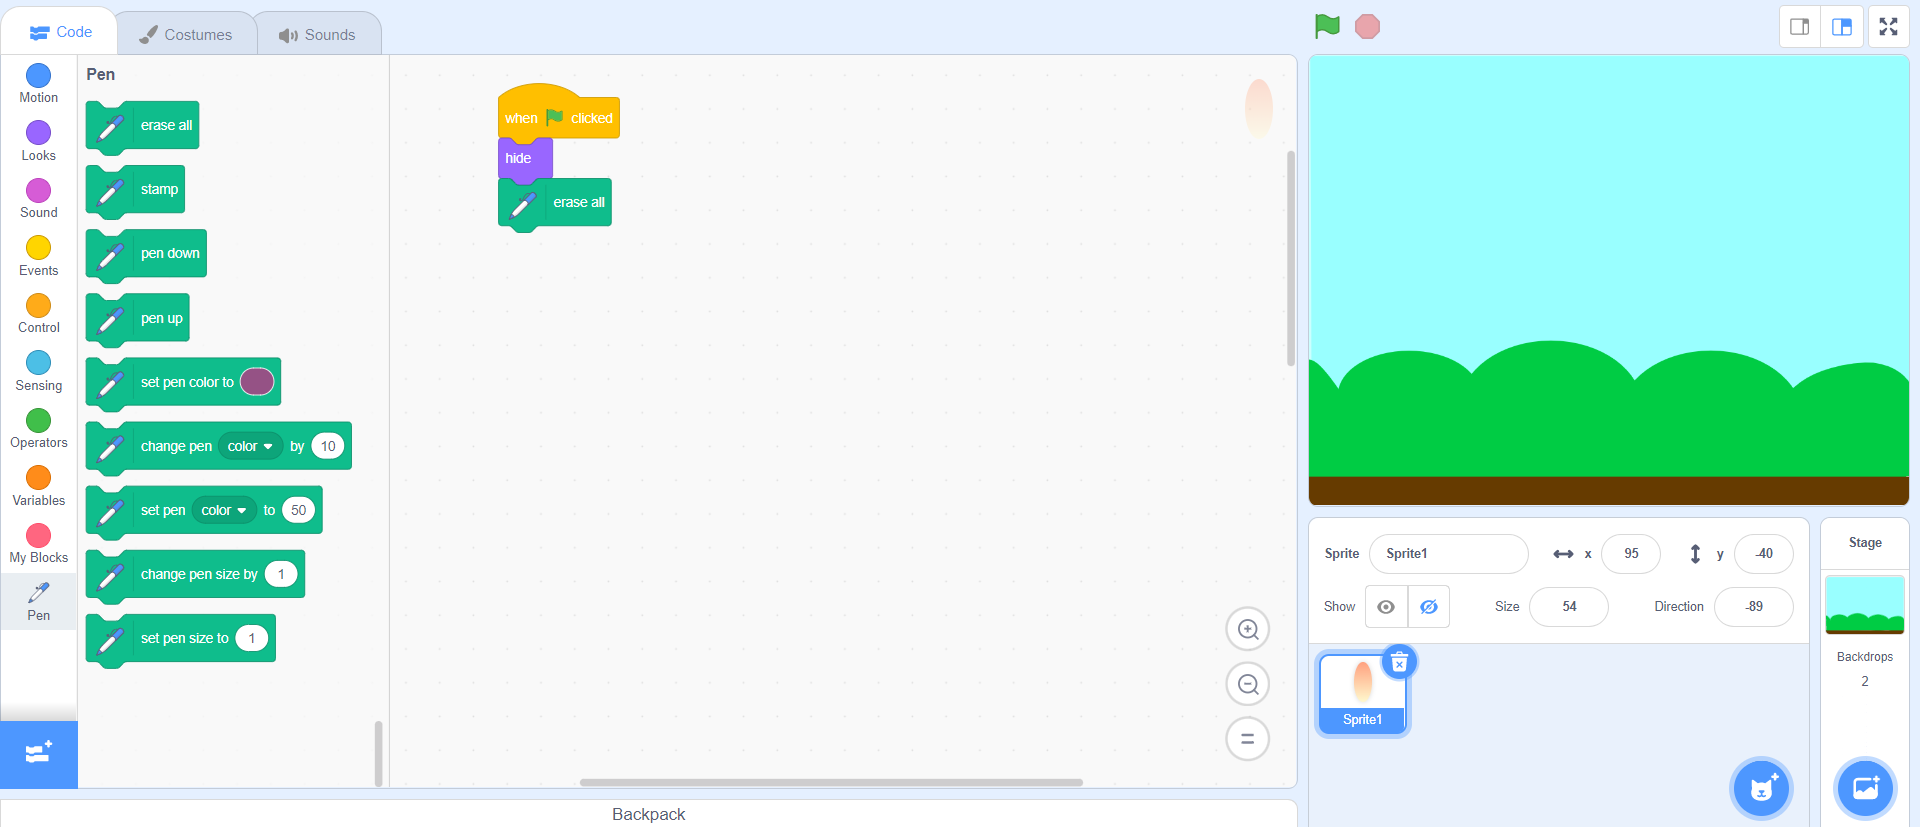 Code
Costumes
Sounds
Motion
Looks
Sound
Events
Control
Sensing
Operators
Variables
My Blocks
Pen
Pen
erase all
stamp
pen down
pen up
set pen color to
change pen color by 10
set pen color to 50
change pen size by 1
set pen size to 1
when clicked
hide
erase all
Backpack
Sprite Sprite1 x 95 y -40
Show Size 54 Direction -89
Sprite1
Stage
Backdrops
2